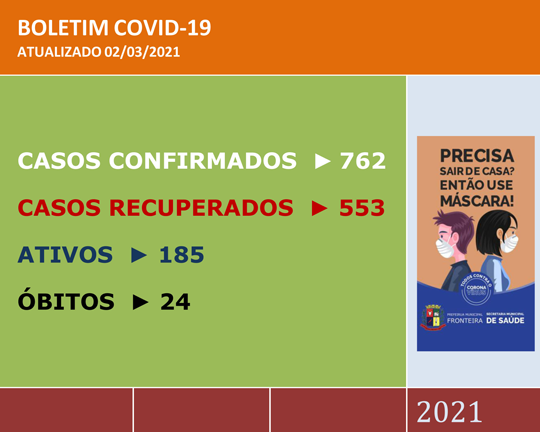 BOLETIM COVID-19
ATUALIZADO 02/03/2021
CASOS CONFIRMADOS ► 762
CASOS RECUPERADOS ► 553
ATIVOS ► 185
ÓBITOS ► 24
PRECISA
SAIR DE CASA?
ENTÃO USE
MÁSCARA!
TODOS CONTRA O
CORONA
VÍRUS
PREFEITURA MUNICIPAL
FRONTEIRA
SECRETARIA MUNICIPAL
DE SAÚDE
2021